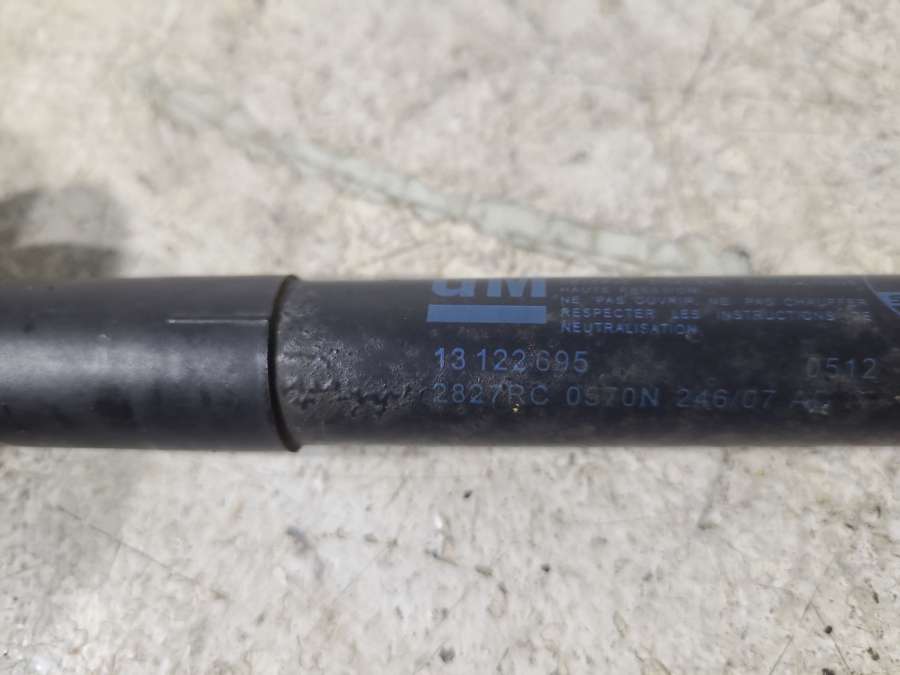 GM
HAUTE PRESSION
NE PAS OUVRIR NE PAS CHAUFFER
RESPECTER LES INSTRUCTIONS DE
NEUTRALISATION
13 122 695 0512
2827RC 0570N 246/07